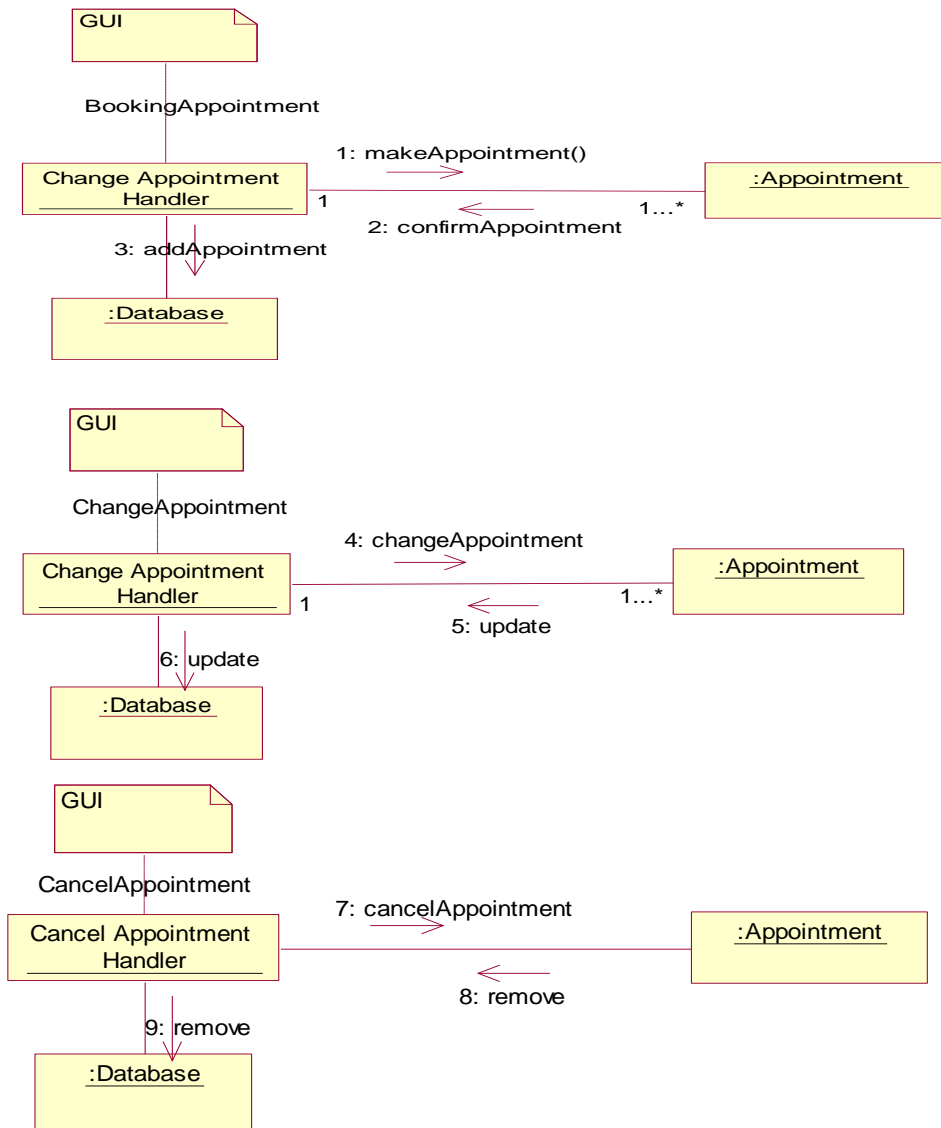 GUI
BookingAppointment
1: makeAppointment()
Change Appointment
Handler
:Appointment
1
1...*
2: confirmAppointment
3: addAppointment
:Database
GUI
ChangeAppointment
4: changeAppointment
Change Appointment
Handler
:Appointment
1
1...*
5: update
6: update
:Database
GUI
CancelAppointment
7: cancelAppointment
Cancel Appointment
Handler
:Appointment
8: remove
9: remove
:Database